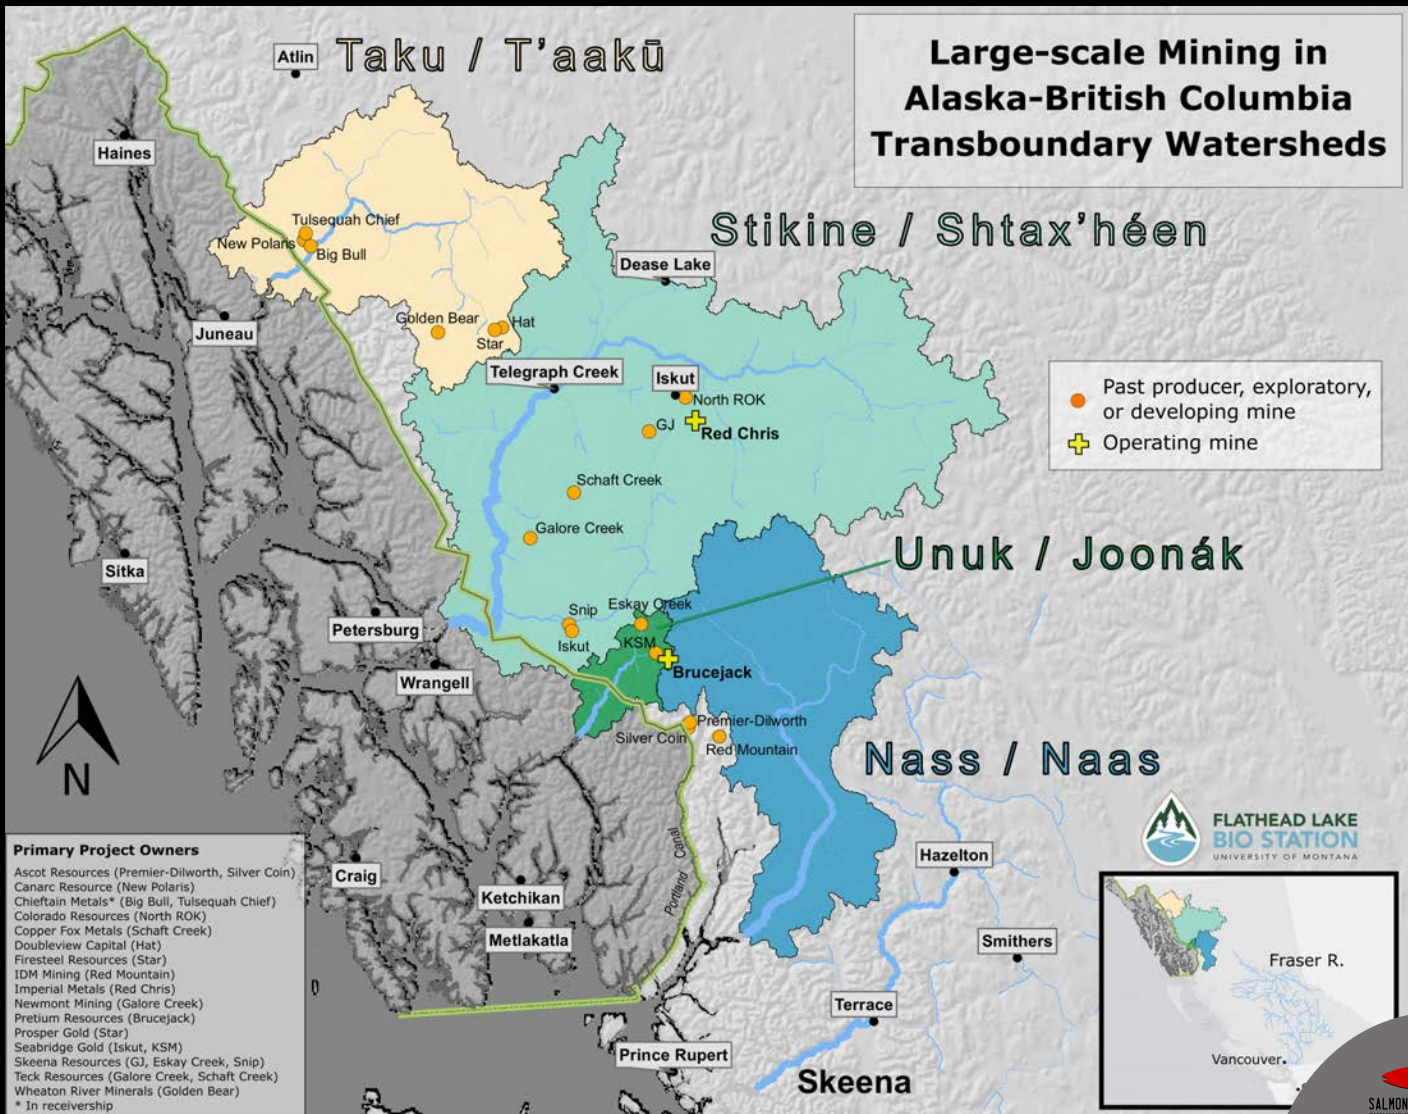 Large-scale Mining in
Alaska-British Columbia
Transboundary Watersheds
Atlin
Taku / T'aakū
Haines
Tulsequah Chief
New Polaris
Big Bull
Stikine / Shtax'héen
Dease Lake
Juneau
Golden Bear
Hat
Star
Telegraph Creek
Iskut
North ROK
GJ
Red Chris
Past producer, exploratory,
or developing mine
Operating mine
Schaft Creek
Galore Creek
Unuk / Joonák
Sitka
Petersburg
Snip
Eskay Creek
Iskut
KSM
Brucejack
Wrangell
Premier-Dilworth
Silver Coin
Red Mountain
Nass / Naas
N
FLATHEAD LAKE
BIO STATION
UNIVERSITY OF MONTANA
Portland Canal
Hazelton
Craig
Ketchikan
Metlakatla
Smithers
Terrace
Prince Rupert
Skeena
Fraser R.
Vancouver
Primary Project Owners
Ascot Resources (Premier-Dilworth, Silver Coin)
Canarc Resource (New Polaris)
Chieftain Metals* (Big Bull, Tulsequah Chief)
Colorado Resources (North ROK)
Copper Fox Metals (Schaft Creek)
Doubleview Capital (Hat)
Firesteel Resources (Star)
IDM Mining (Red Mountain)
Imperial Metals (Red Chris)
Newmont Mining (Galore Creek)
Pretium Resources (Brucejack)
Prosper Gold (Star)
Seabridge Gold (Iskut, KSM)
Skeena Resources (GJ, Eskay Creek, Snip)
Teck Resources (Galore Creek, Schaft Creek)
Wheaton River Minerals (Golden Bear)
* In receivership
SALMON